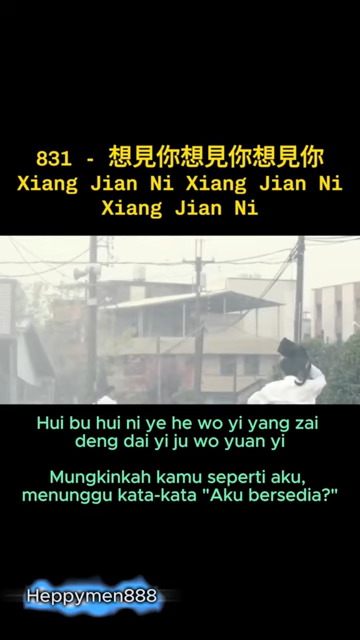 831 - 想見你想見你想見你
Xiang Jian Ni Xiang Jian Ni
Xiang Jian Ni
Hui bu hui ni ye he wo yi yang zai
deng dai yi ju wo yuan yi
Mungkinkah kamu seperti aku,
menunggu kata-kata "Aku bersedia?"
Heppymen888